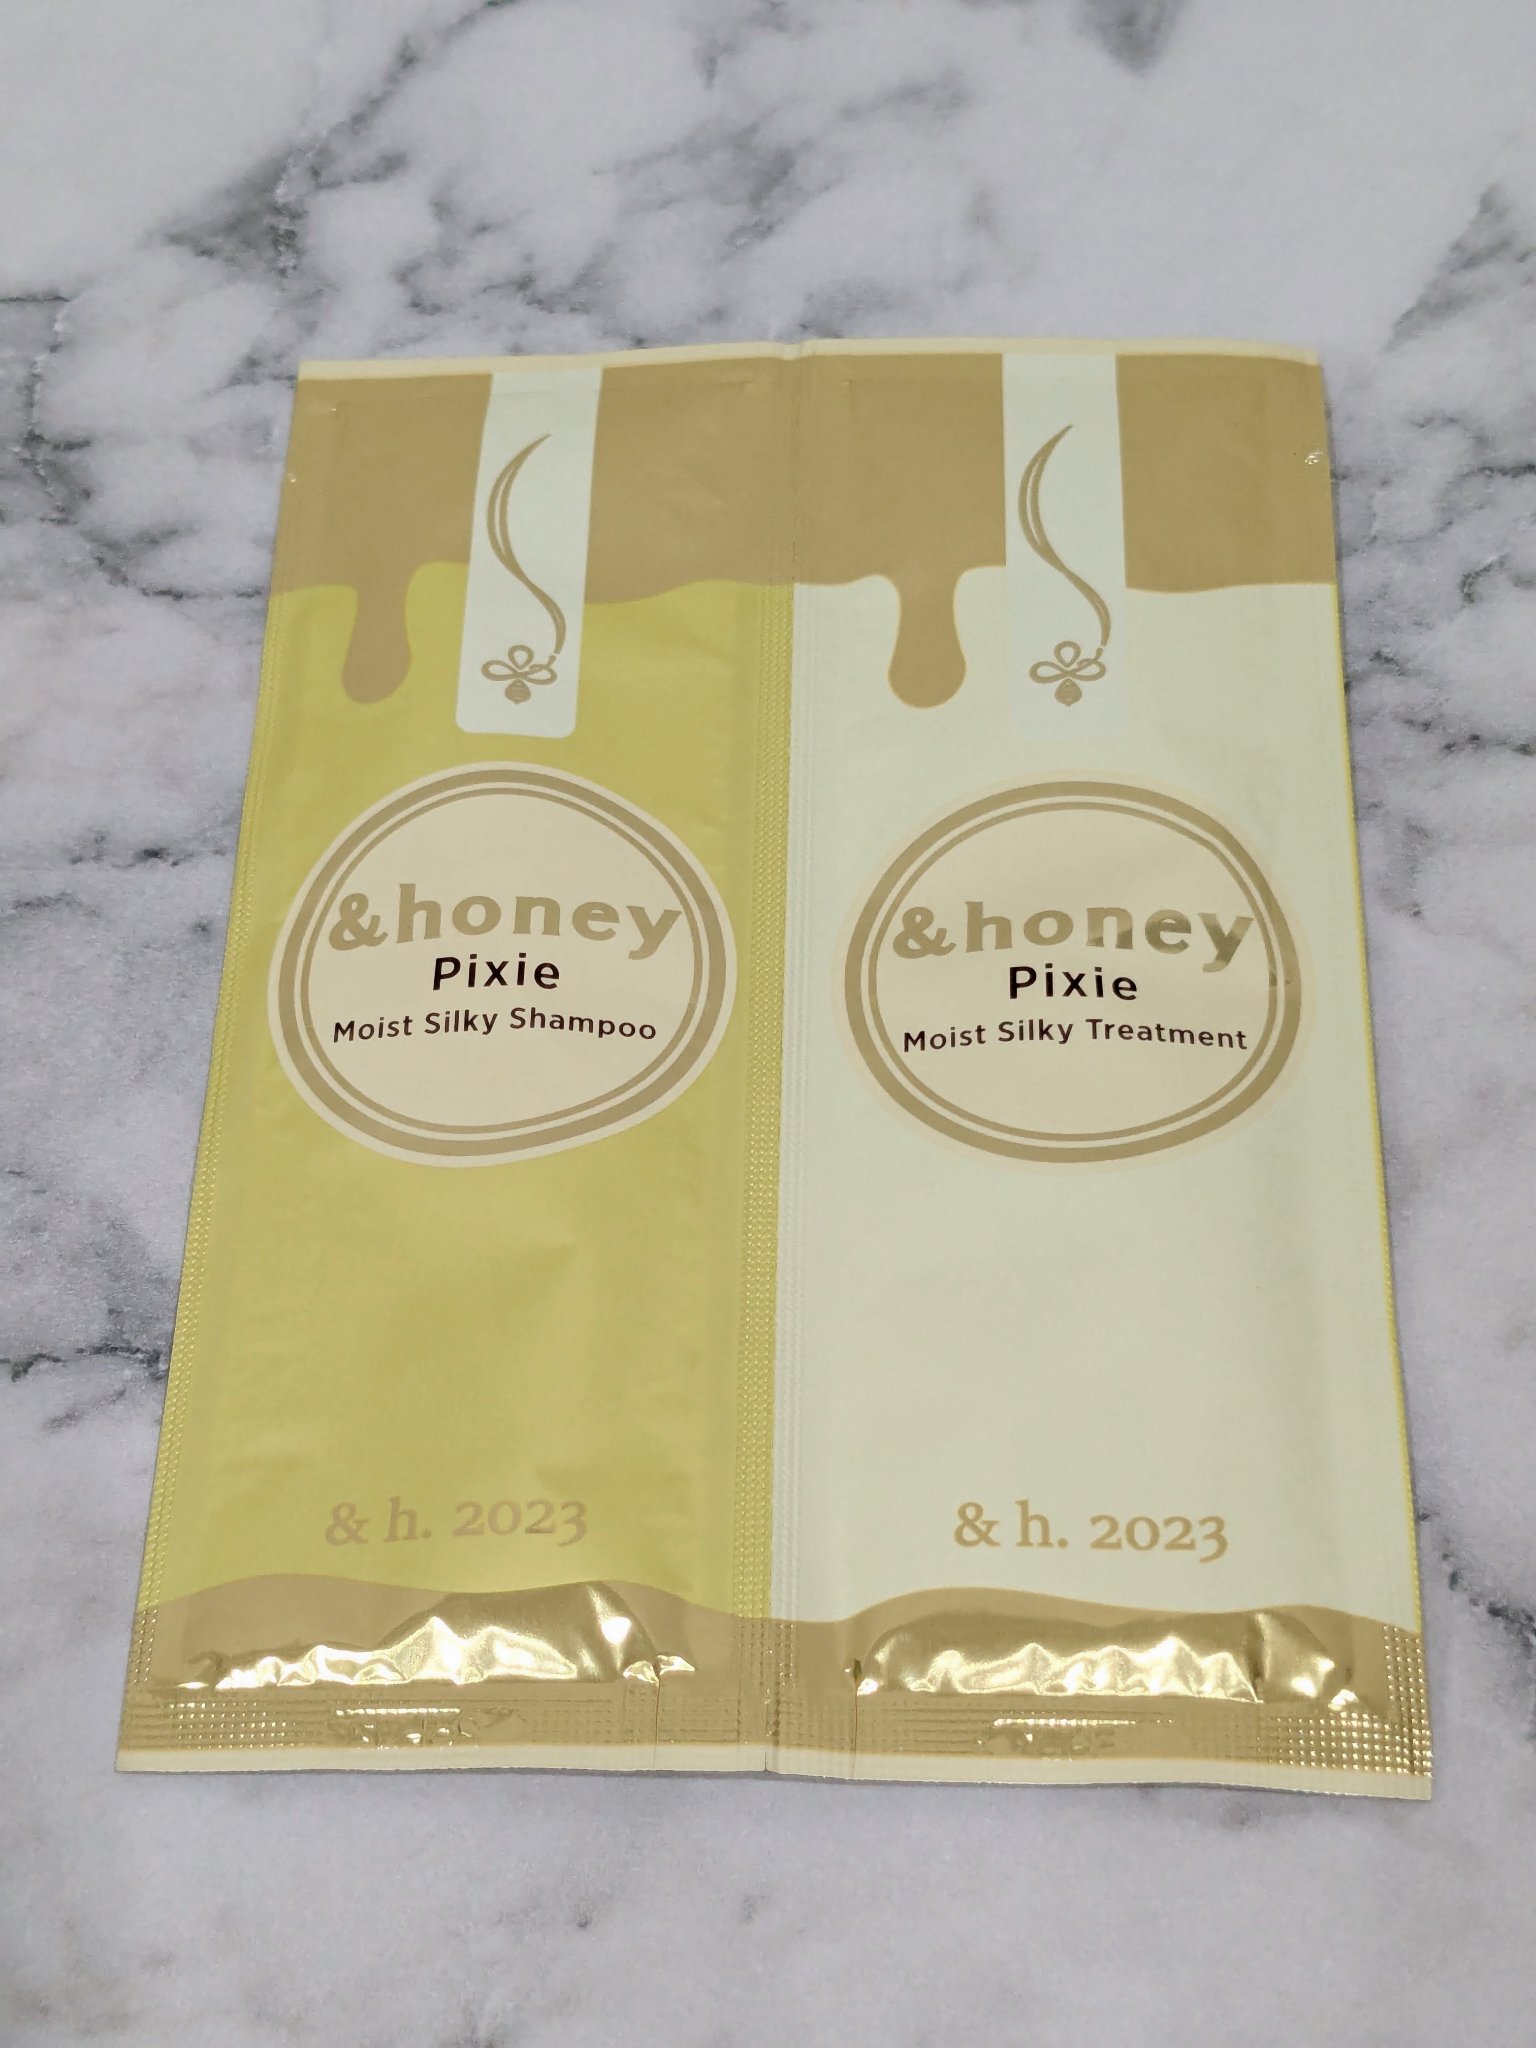 &honey
Pixie
Moist Silky Shampoo
& h. 2023
&honey
Pixie
Moist Silky Treatment
& h. 2023